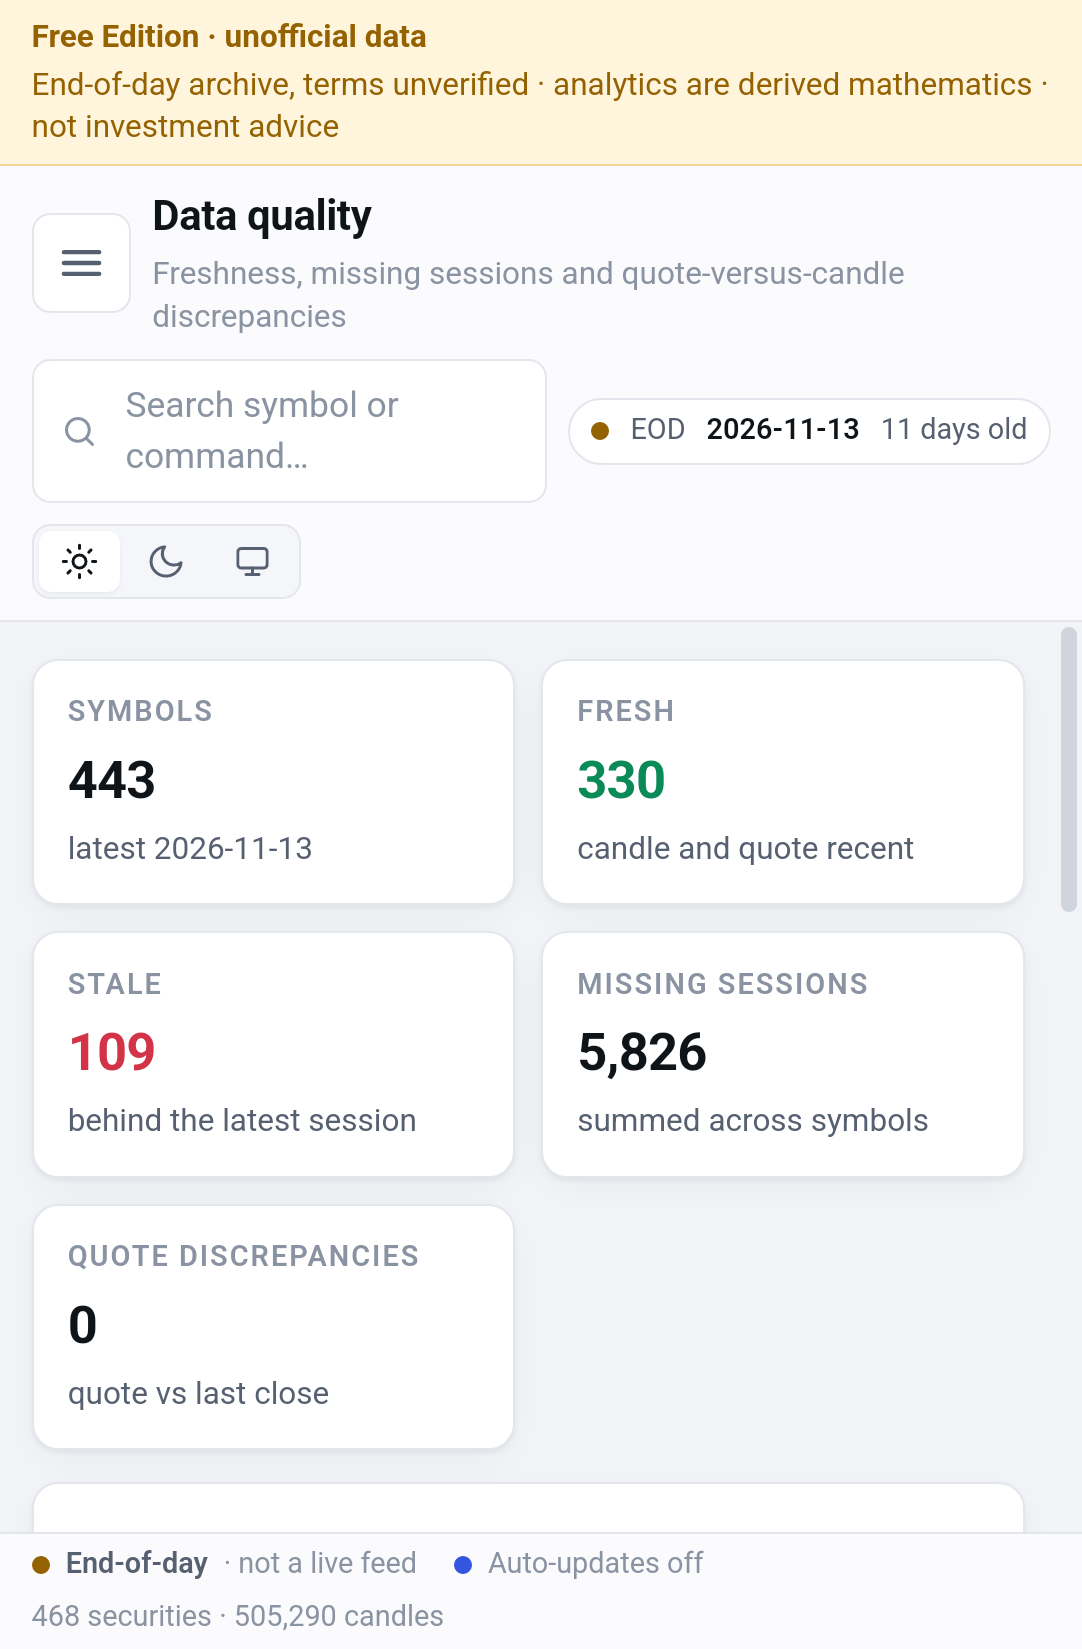 Free Edition · unofficial data
End-of-day archive, terms unverified · analytics are derived mathematics ·
not investment advice
Data quality
Freshness, missing sessions and quote-versus-candle
discrepancies
Search symbol or
command…
EOD 2026-11-13 11 days old
SYMBOLS
443
latest 2026-11-13
FRESH
330
candle and quote recent
STALE
109
behind the latest session
MISSING SESSIONS
5,826
summed across symbols
QUOTE DISCREPANCIES
0
quote vs last close
End-of-day · not a live feed
Auto-updates off
468 securities · 505,290 candles